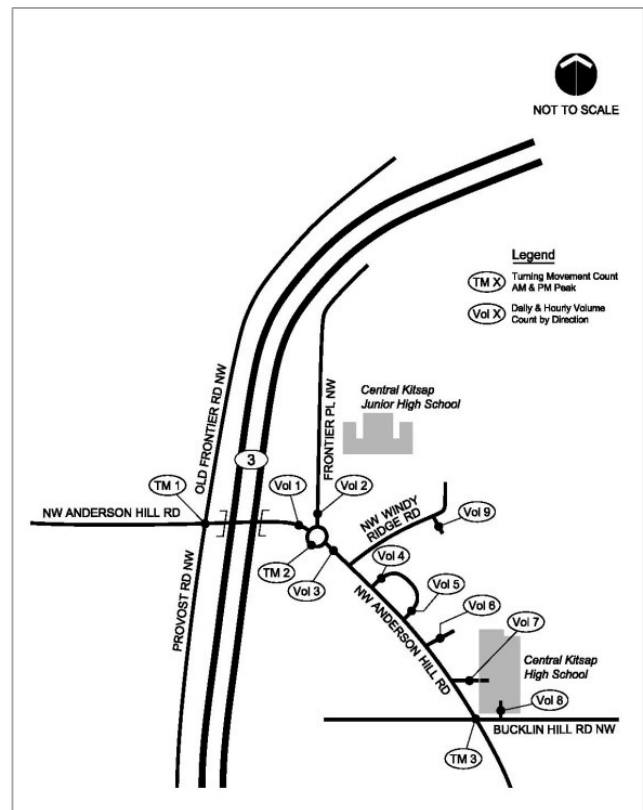 NOT TO SCALE
Legend
TM X
Turning Movement Count
AM & PM Peak
Vol X
Daily & Hourly Volume
Count by Direction
OLD FRONTIER RD NW
FRONTIER PL NW
Central Kitsap
Junior High School
3
TM 1
Vol 1
Vol 2
NW ANDERSON HILL RD
NW WINDY
RIDGE RD
Vol 9
TM 2
Vol 3
Vol 4
Vol 5
Vol 6
PROVOST RD NW
NW ANDERSON HILL RD
Vol 7
Central Kitsap
High School
Vol 8
BUCKLIN HILL RD NW
TM 3